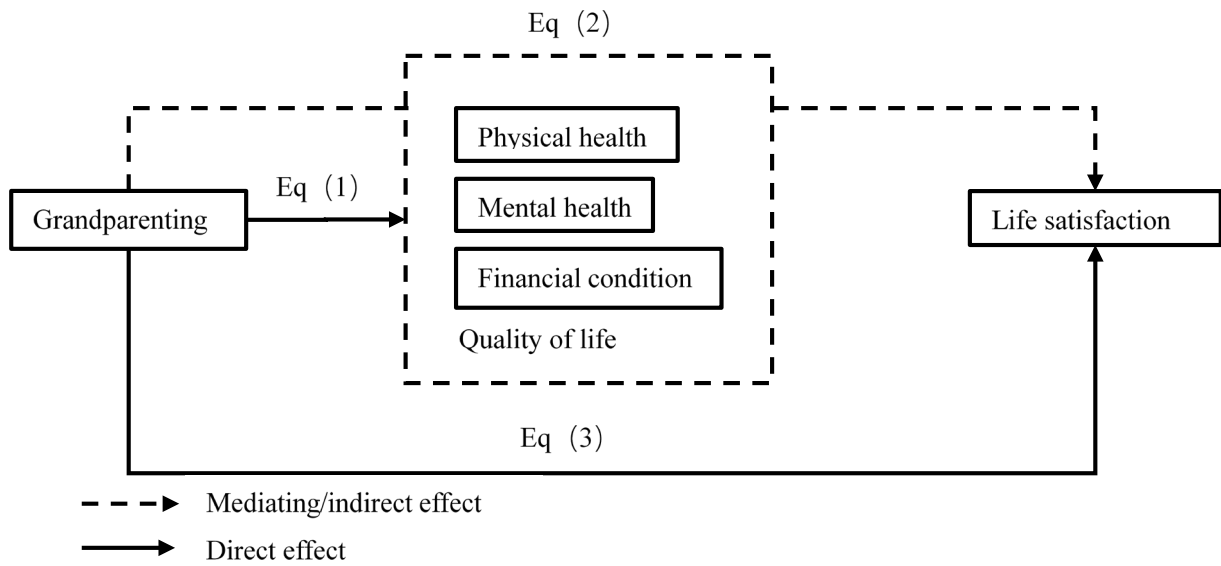 Eq（2）
Physical health
Eq（1）
Mental health
Grandparenting
Life satisfaction
Financial condition
Quality of life
Eq（3）
Mediating/indirect effect
Direct effect